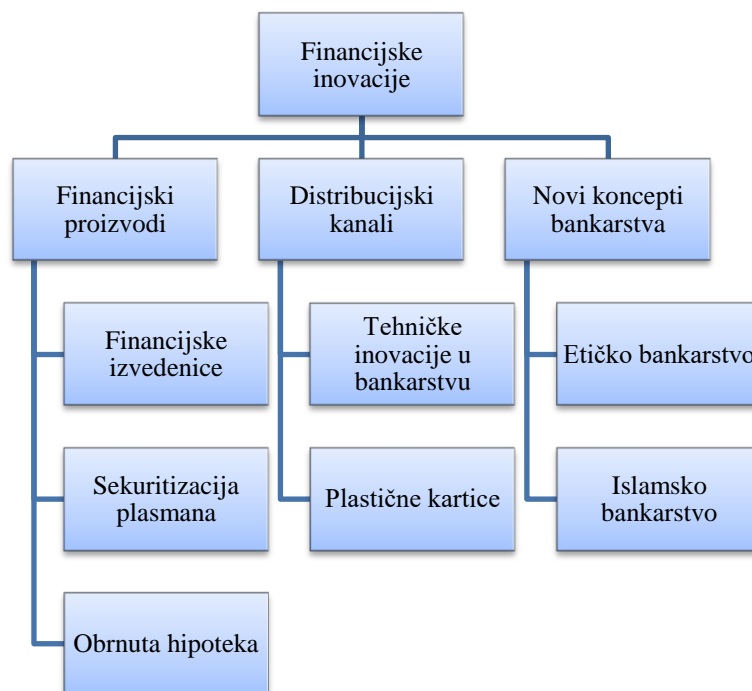 Financijske
inovacije
Financijski
proizvodi
Distribucijski
kanali
Novi koncepti
bankarstva
Financijske
izvedenice
Tehničke
inovacije u
bankarstvu
Etičko bankarstvo
Sekuritizacija
plasmana
Plastične kartice
Islamsko
bankarstvo
Obrnuta hipoteka